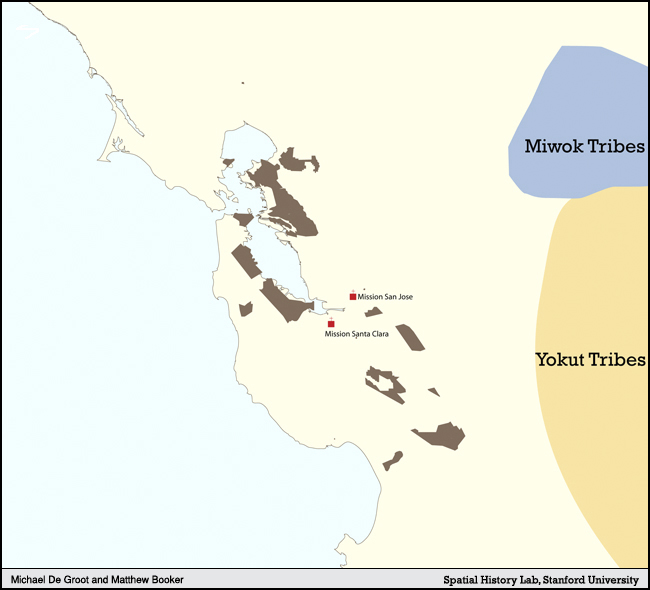 Miwok Tribes
Mission San Jose
Mission Santa Clara
Yokut Tribes
Michael De Groot and Matthew Booker
Spatial History Lab, Stanford University